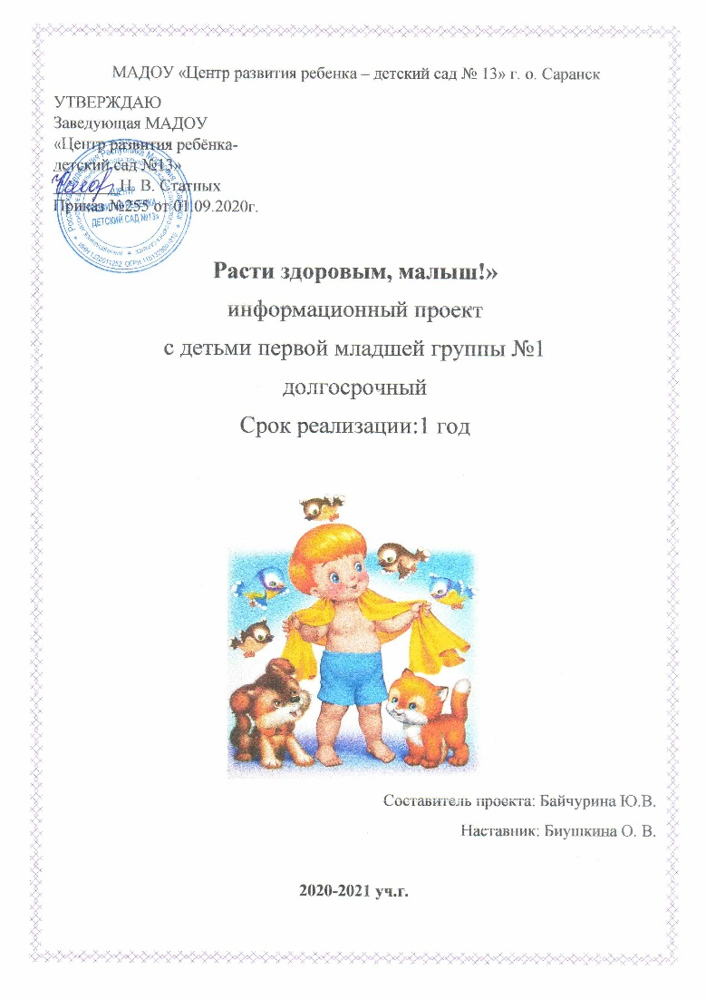 МАДОУ «Центр развития ребенка – детский сад № 13» г. о. Саранск
УТВЕРЖДАЮ
Заведующая МАДОУ
«Центр развития ребёнка-
детский сад №13»
Н. В. Статных
Приказ №255 от 01.09.2020г.
ДЕТСКИЙ САД №13»
Расти здоровым, малыш!»
информационный проект
с детьми первой младшей группы №1
долгосрочный
Срок реализации:1 год
Составитель проекта: Байчурина Ю.В.
Наставник: Биушкина О. В.
2020-2021 уч.г.